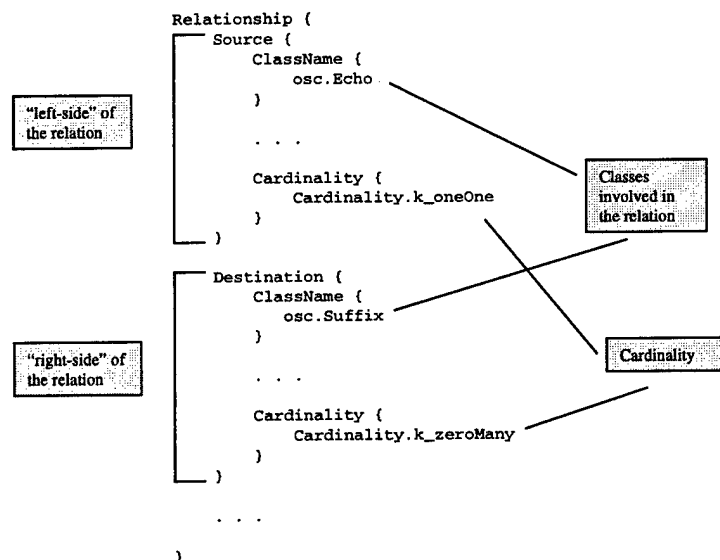 Relationship {
Source {
ClassName {
osc.Echo
}
. . .
Cardinality {
Cardinality.k_oneOne
}
}
Destination {
ClassName {
osc.Suffix
}
. . .
Cardinality {
Cardinality.k_zeroMany
}
}
. . .
}
"left-side" of
the relation
"right-side" of
the relation
Classes
involved in
the relation
Cardinality